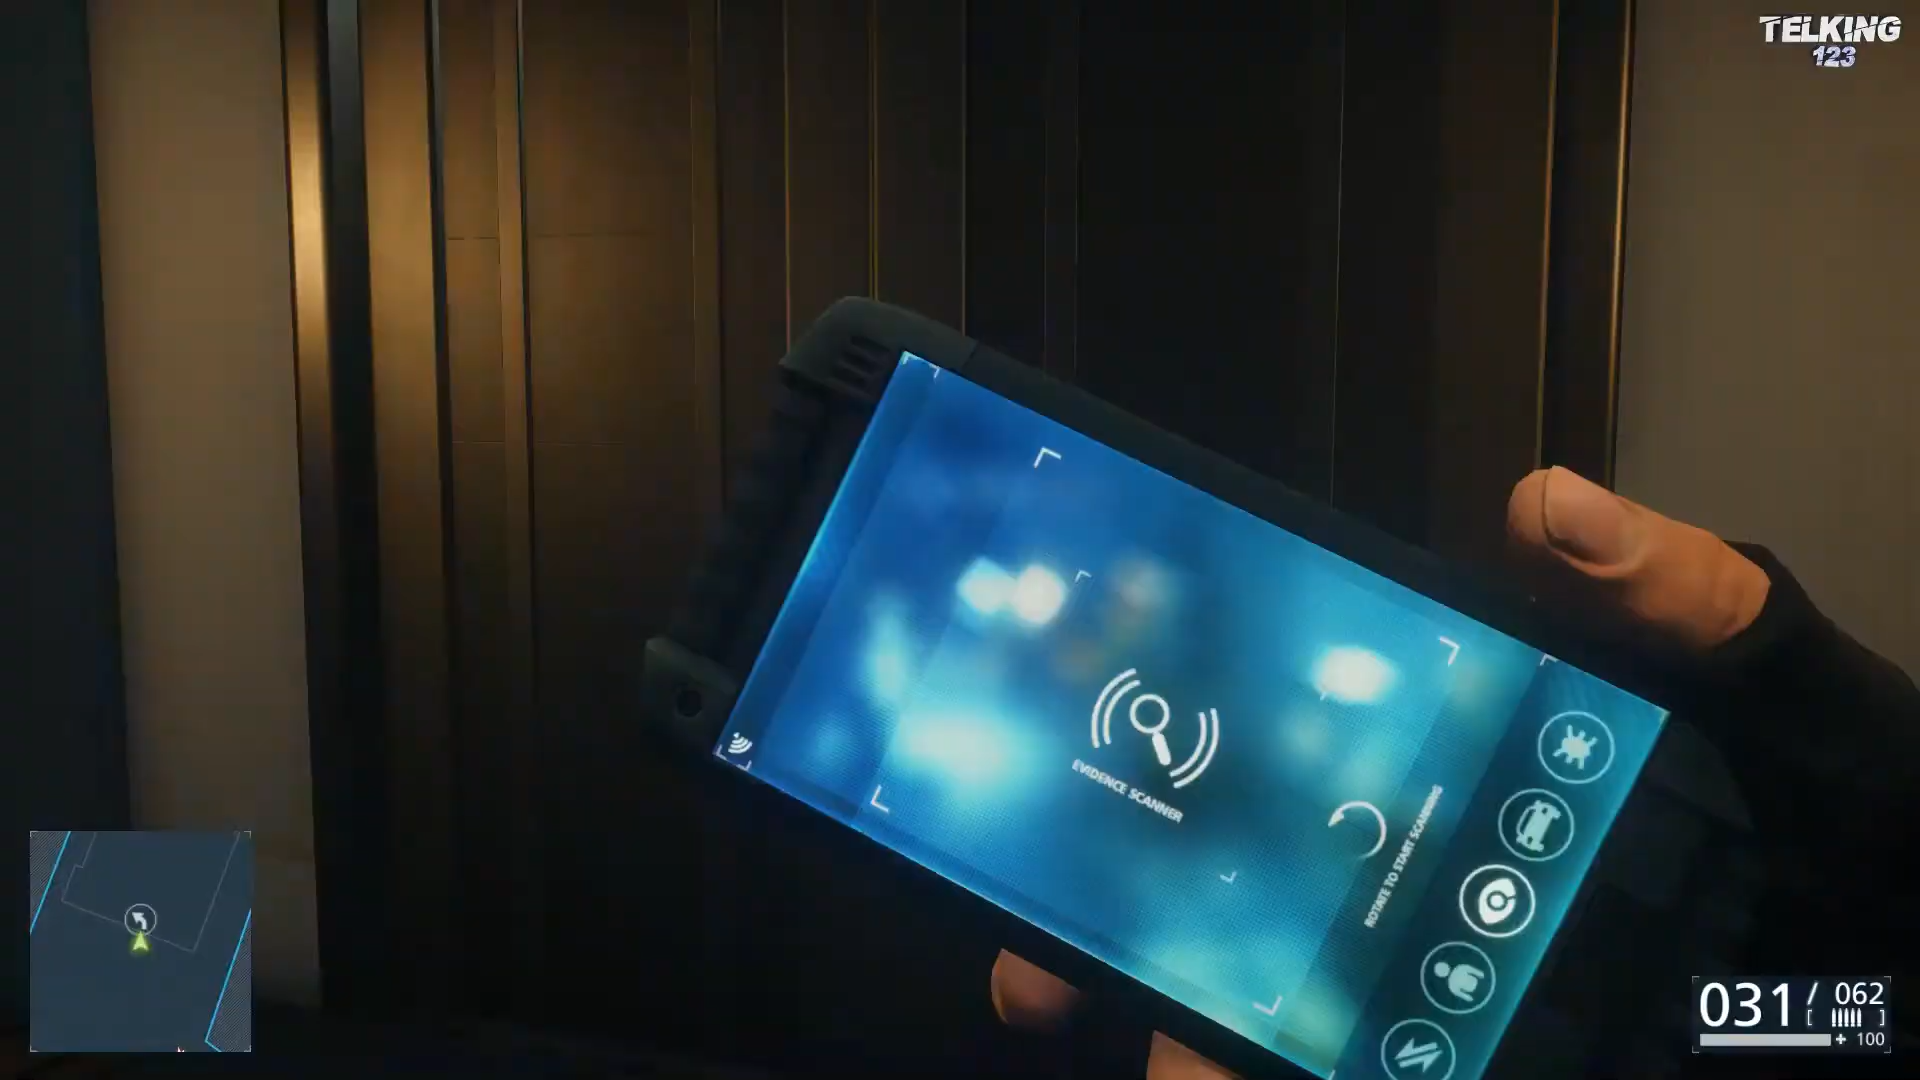 TELKING
123
EVIDENCE SCANNER
ROTATE TO START SCANNING
031 / 062
+ 100